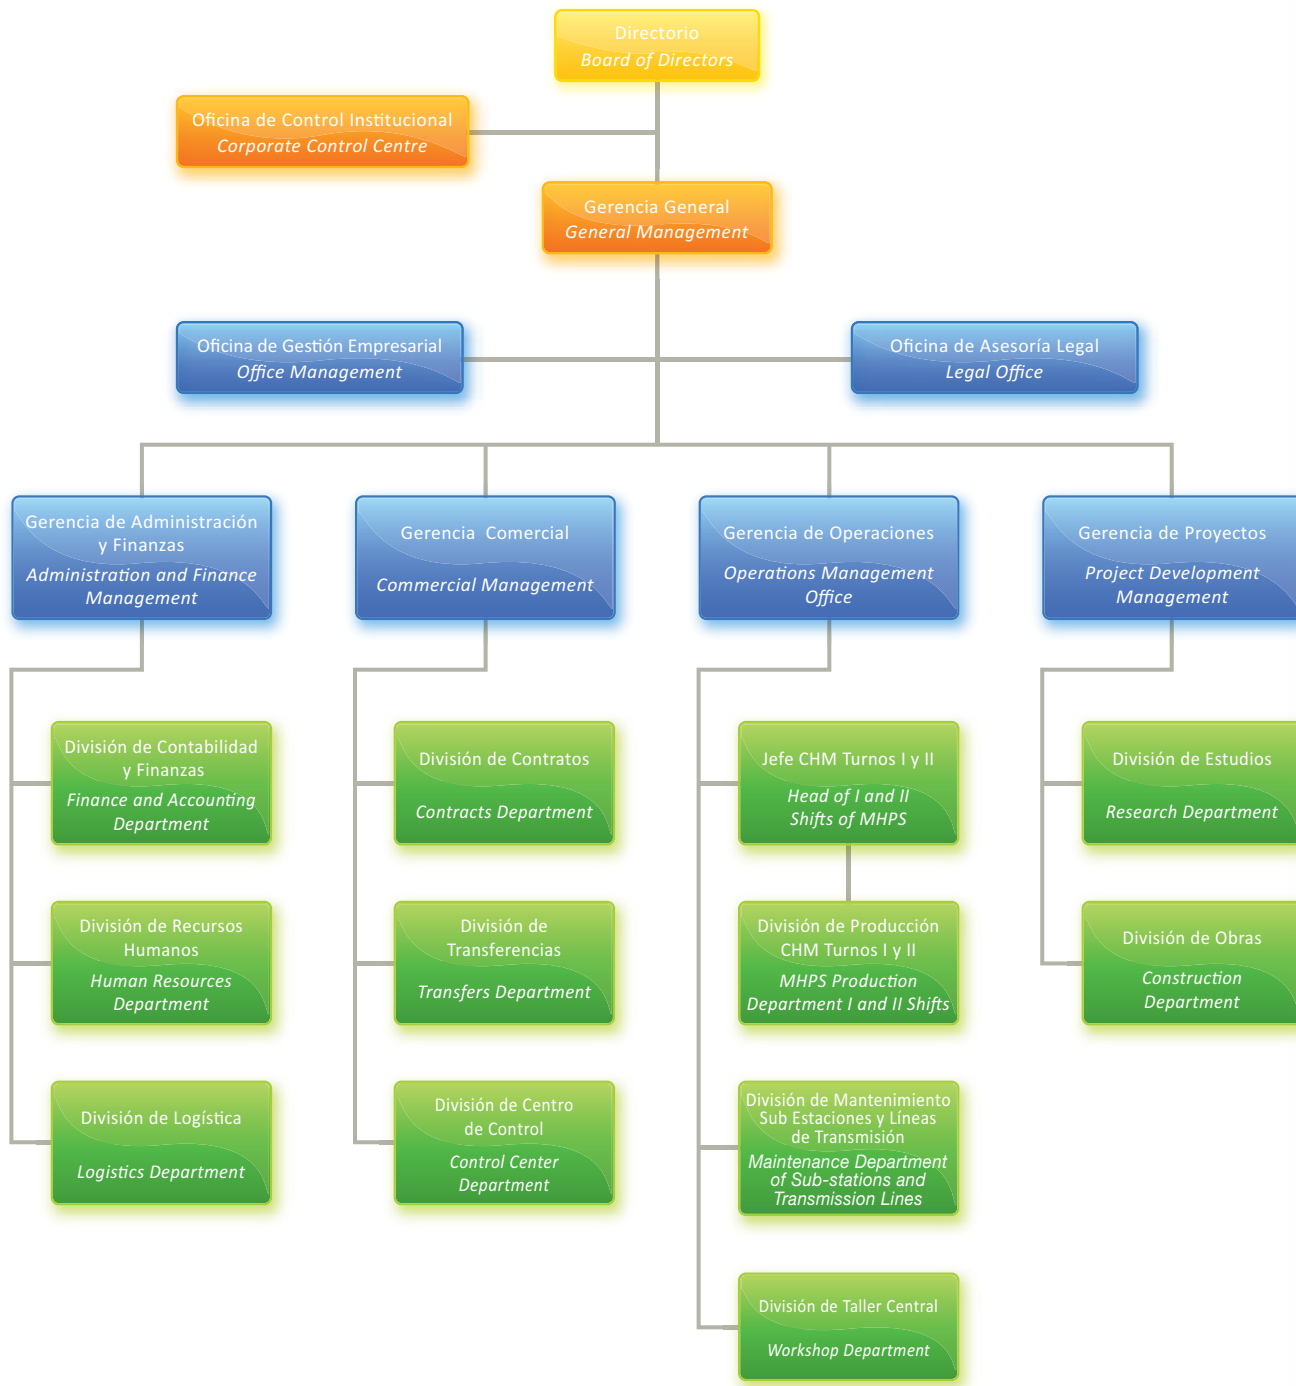 Directorio
Board of Directors
Oficina de Control Institucional
Corporate Control Centre
Gerencia General
General Management
Oficina de Gestión Empresarial
Office Management
Oficina de Asesoría Legal
Legal Office
Gerencia de Administración
y Finanzas
Administration and Finance
Management
Gerencia Comercial
Commercial Management
Gerencia de Operaciones
Operations Management
Office
Gerencia de Proyectos
Project Development
Management
División de Contabilidad
y Finanzas
Finance and Accounting
Department
División de Contratos
Contracts Department
Jefe CHM Turnos I y II
Head of I and II
Shifts of MHPS
División de Estudios
Research Department
División de Recursos
Humanos
Human Resources
Department
División de
Transferencias
Transfers Department
División de Producción
CHM Turnos I y II
MHPS Production
Department I and II Shifts
División de Obras
Construction
Department
División de Logística
Logistics Department
División de Centro
de Control
Control Center
Department
División de Mantenimiento
Sub Estaciones y Líneas
de Transmisión
Maintenance Department
of Sub-stations and
Transmission Lines
División de Taller Central
Workshop Department